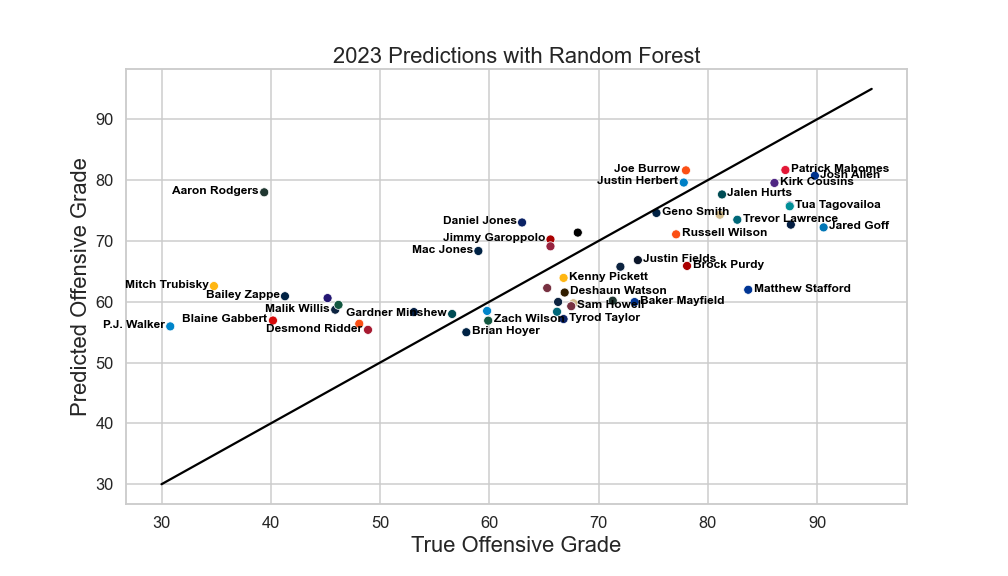 2023 Predictions with Random Forest
Predicted Offensive Grade
90
80
70
60
50
40
30
Joe Burrow
Patrick Mahomes
Josh Allen
Justin Herbert
Kirk Cousins
Aaron Rodgers
Jalen Hurts
Tua Tagovailoa
Geno Smith
Trevor Lawrence
Daniel Jones
Jared Goff
Russell Wilson
Jimmy Garoppolo
Mac Jones
Justin Fields
Brock Purdy
Kenny Pickett
Mitch Trubisky
Deshaun Watson
Matthew Stafford
Bailey Zappe
Baker Mayfield
Sam Howell
Malik Willis
Gardner Minshew
Blaine Gabbert
Zach Wilson
Tyrod Taylor
P.J. Walker
Desmond Ridder
Brian Hoyer
30 40 50 60 70 80 90
True Offensive Grade